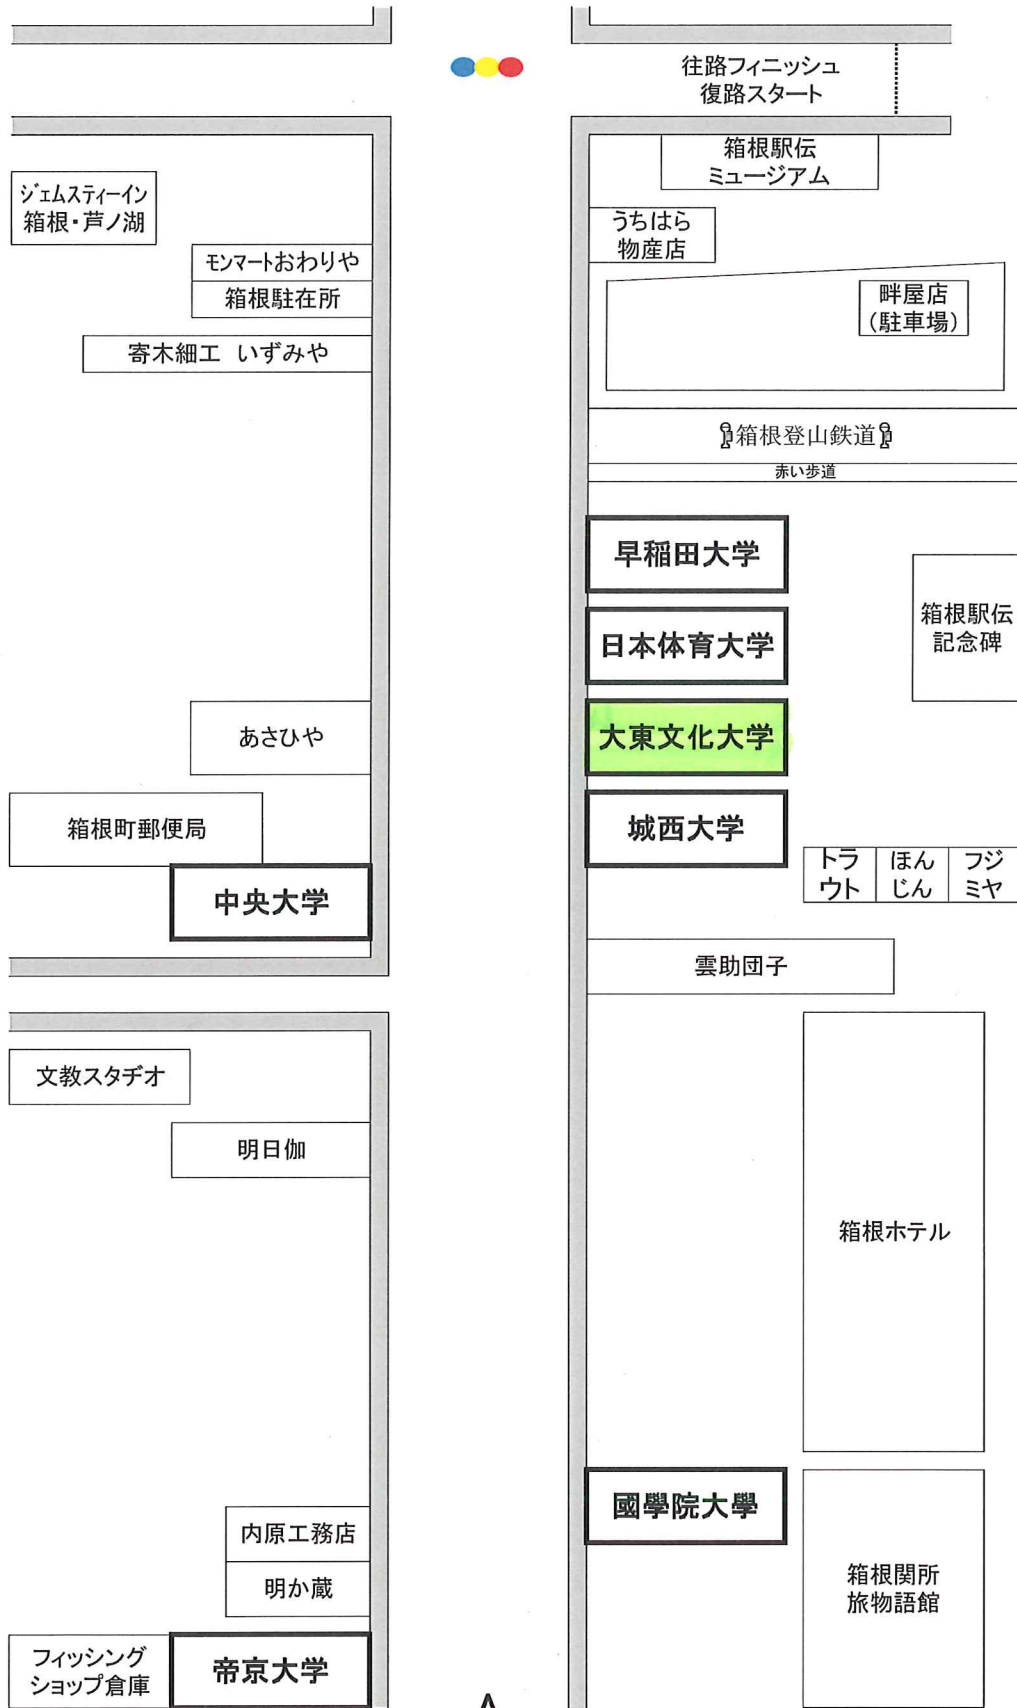 往路フィニッシュ
復路スタート
箱根駅伝
ミュージアム
ジェムスティーイン
箱根・芦ノ湖
うちはら
物産店
モンマートおわりや
箱根駐在所
畔屋店
(駐車場)
寄木細工 いずみや
箱根登山鉄道
赤い歩道
早稲田大学
箱根駅伝
記念碑
日本体育大学
あさひや
大東文化大学
箱根町郵便局
城西大学
トラ
ウト
ほん
じん
フジ
ミヤ
中央大学
雲助団子
文教スタヂオ
明日伽
箱根ホテル
國學院大學
内原工務店
明か蔵
箱根関所
旅物語館
フィッシング
ショップ倉庫
帝京大学